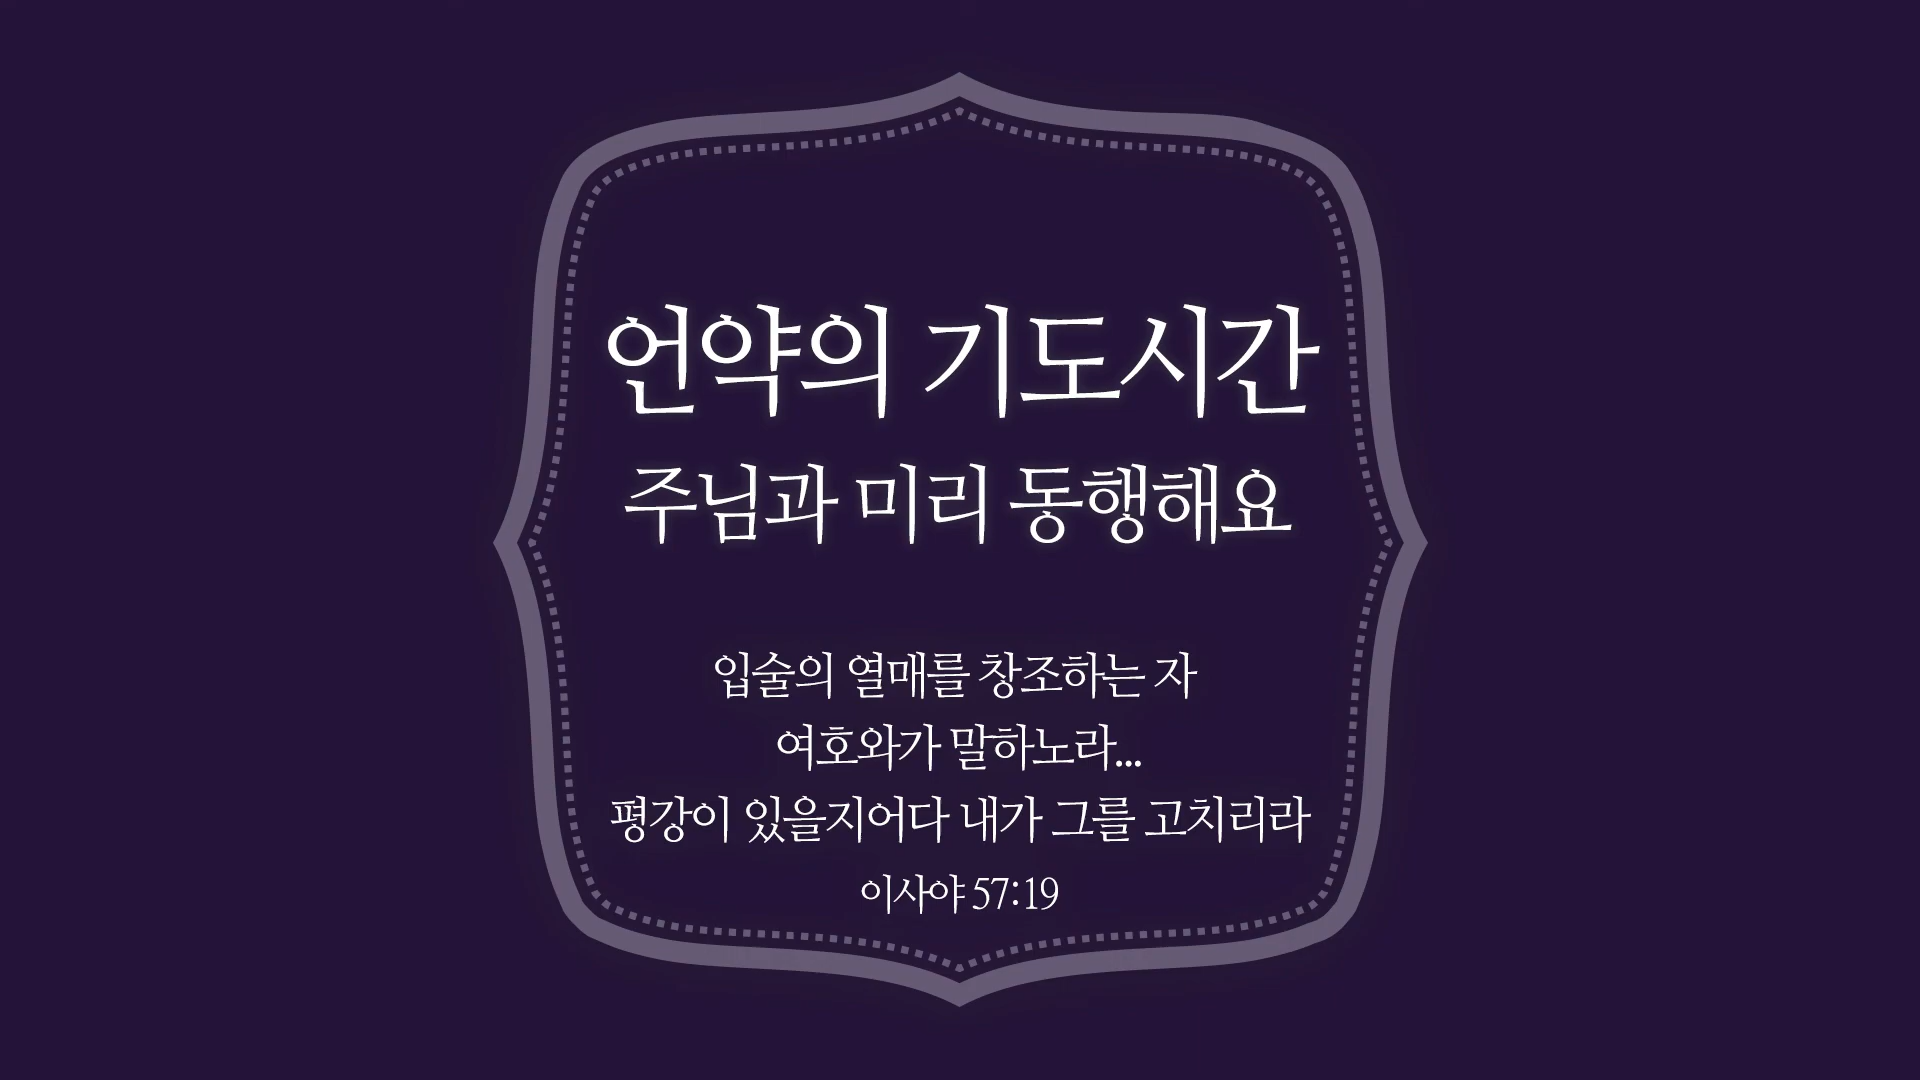 언약의 기도시간
주님과 미리 동행해요
입술의 열매를 창조하는 자
여호와가 말하노라...
평강이 있을지어다 내가 그를 고치리라
이사야 57:19